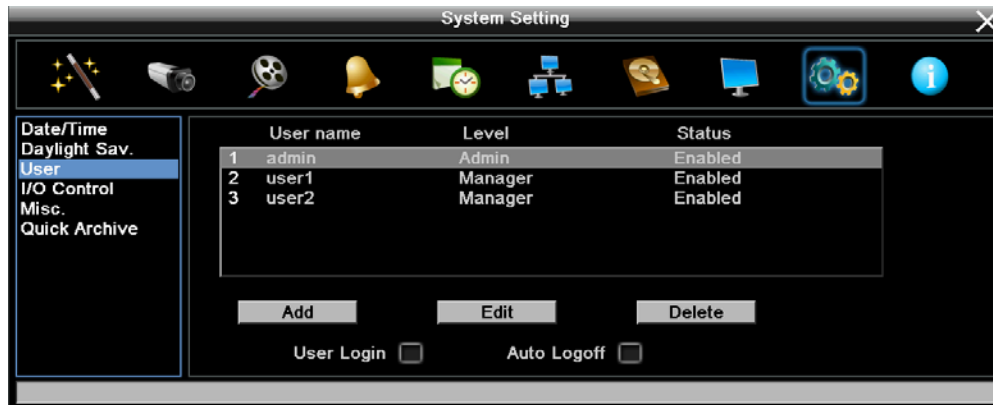 System Setting
Date/Time
Daylight Sav.
User
I/O Control
Misc.
Quick Archive
User name Level Status
1 admin Admin Enabled
2 user1 Manager Enabled
3 user2 Manager Enabled
Add Edit Delete
User Login Auto Logoff